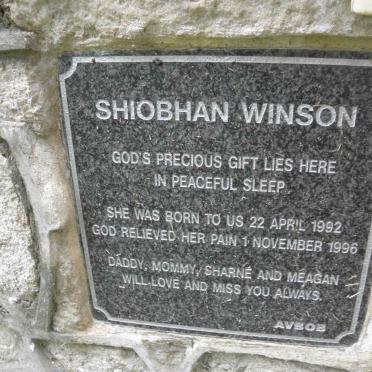 SHIOBHAN WINSON
GOD'S PRECIOUS GIFT LIES HERE
IN PEACEFUL SLEEP
SHE WAS BORN TO US 22 APRIL 1992
GOD RELIEVED HER PAIN 1 NOVEMBER 1996
DADDY, MOMMY, SHARNÉ AND MEAGAN
WILL LOVE AND MISS YOU ALWAYS.
AVBOB